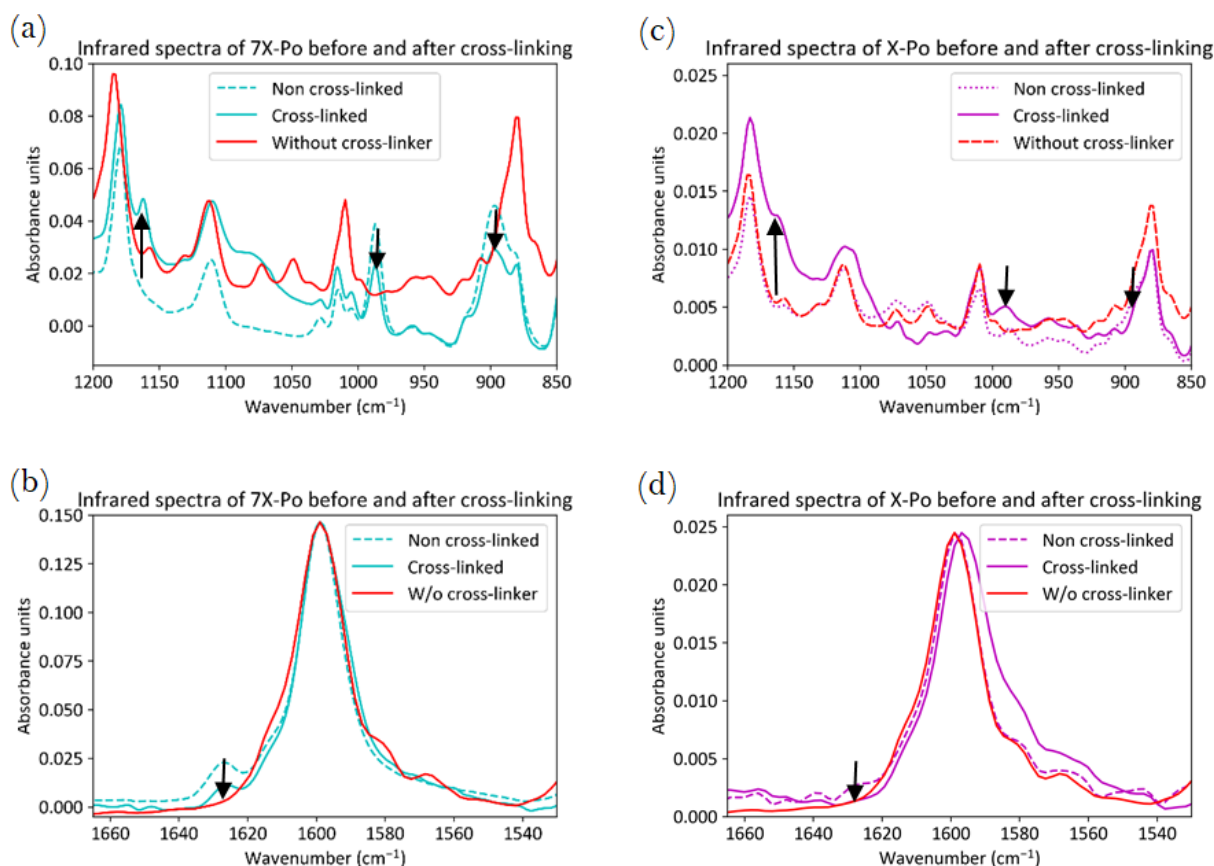 (a)
Infrared spectra of 7X-Po before and after cross-linking
Non cross-linked
Cross-linked
Without cross-linker
Absorbance units
0.10
0.08
0.06
0.04
0.02
0.00
1200 1150 1100 1050 1000 950 900 850
Wavenumber (cm⁻¹)
(c)
Infrared spectra of X-Po before and after cross-linking
Non cross-linked
Cross-linked
Without cross-linker
Absorbance units
0.025
0.020
0.015
0.010
0.005
0.000
1200 1150 1100 1050 1000 950 900 850
Wavenumber (cm⁻¹)
(b)
Infrared spectra of 7X-Po before and after cross-linking
Non cross-linked
Cross-linked
W/o cross-linker
Absorbance units
0.150
0.125
0.100
0.075
0.050
0.025
0.000
1660 1640 1620 1600 1580 1560 1540
Wavenumber (cm⁻¹)
(d)
Infrared spectra of X-Po before and after cross-linking
Non cross-linked
Cross-linked
W/o cross-linker
Absorbance units
0.025
0.020
0.015
0.010
0.005
0.000
1660 1640 1620 1600 1580 1560 1540
Wavenumber (cm⁻¹)